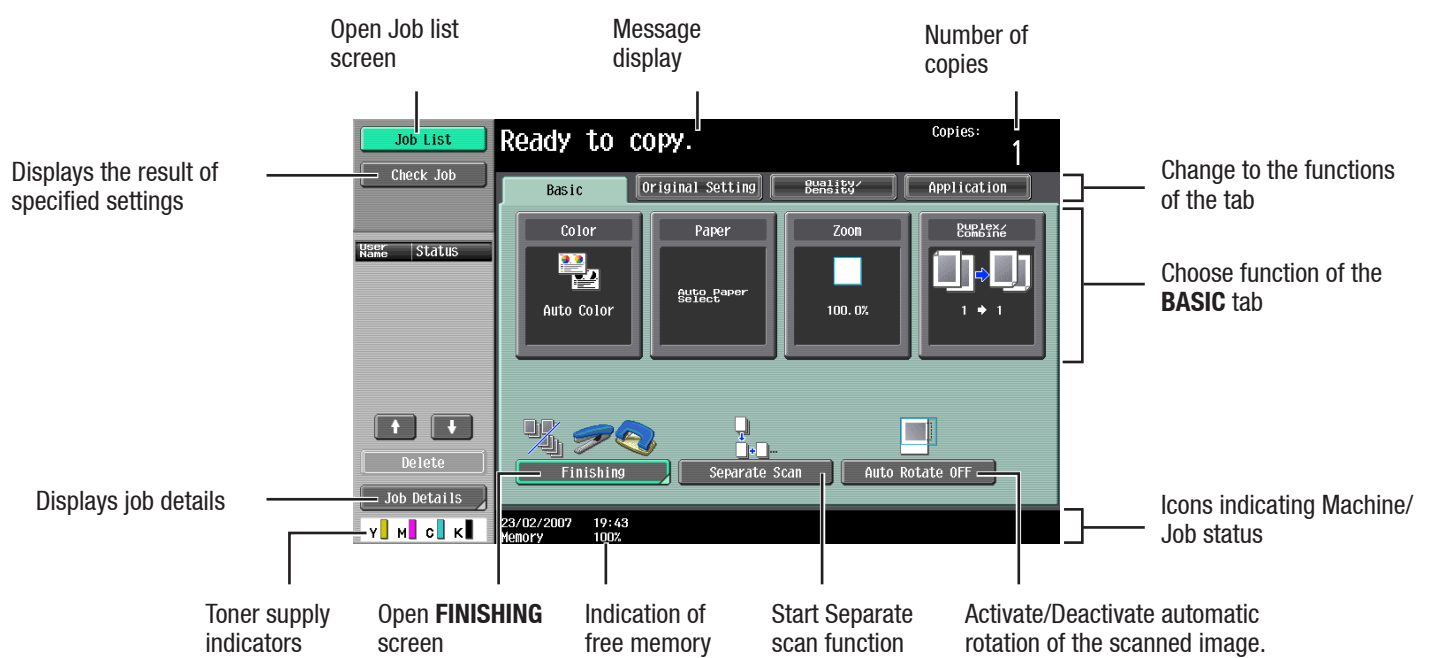 Open Job list
screen
Message
display
Number of
copies
Job List
Ready to copy.
Copies:
1
Displays the result of
specified settings
Check Job
Change to the functions
of the tab
Basic
Original Setting
Quality/
Density
Application
Color
Paper
Zoom
Duplex/
Combine
User
Name
Status
Auto Color
Auto Paper
Select
100.0%
1 → 1
Choose function of the
BASIC tab
Delete
Finishing
Separate Scan
Auto Rotate OFF
Displays job details
Job Details
Y M C K
23/02/2007 19:43
Memory 100%
Icons indicating Machine/
Job status
Toner supply
indicators
Open FINISHING
screen
Indication of
free memory
Start Separate
scan function
Activate/Deactivate automatic
rotation of the scanned image.